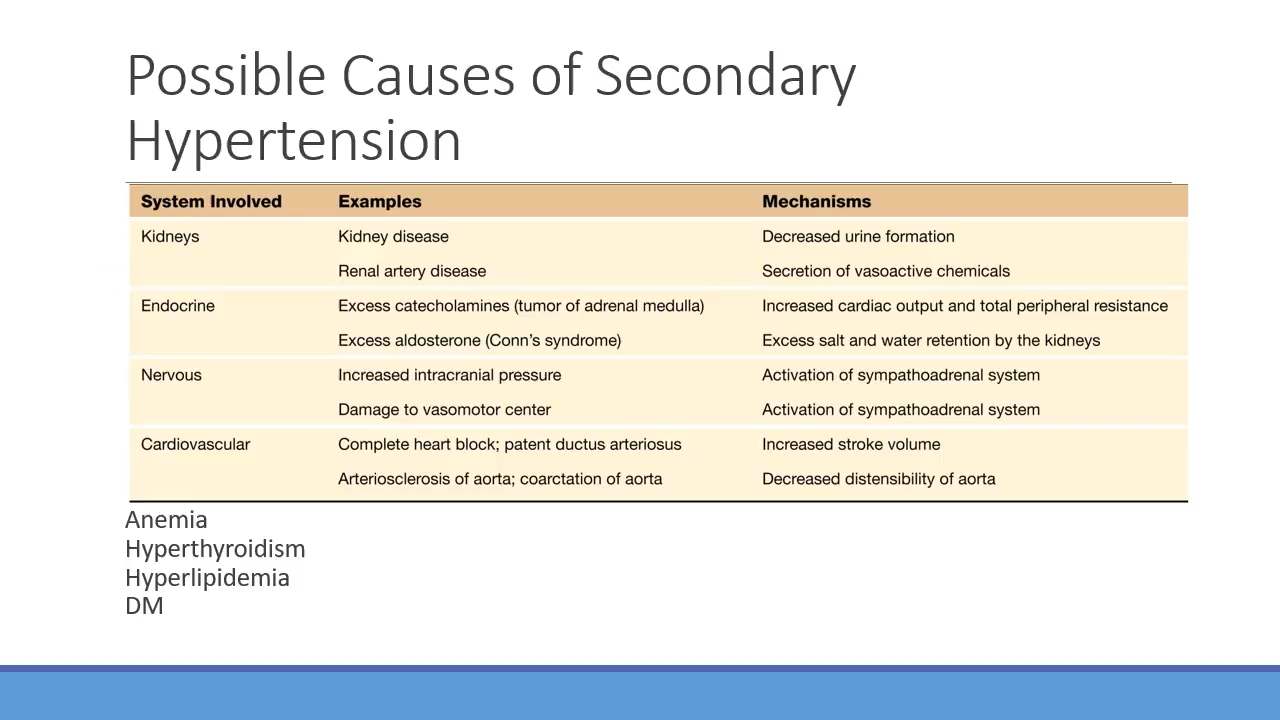 Possible Causes of Secondary
Hypertension
System Involved Examples Mechanisms
Kidneys Kidney disease Decreased urine formation
Renal artery disease Secretion of vasoactive chemicals
Endocrine Excess catecholamines (tumor of adrenal medulla) Increased cardiac output and total peripheral resistance
Excess aldosterone (Conn’s syndrome) Excess salt and water retention by the kidneys
Nervous Increased intracranial pressure Activation of sympathoadrenal system
Damage to vasomotor center Activation of sympathoadrenal system
Cardiovascular Complete heart block; patent ductus arteriosus Increased stroke volume
Arteriosclerosis of aorta; coarctation of aorta Decreased distensibility of aorta
Anemia
Hyperthyroidism
Hyperlipidemia
DM